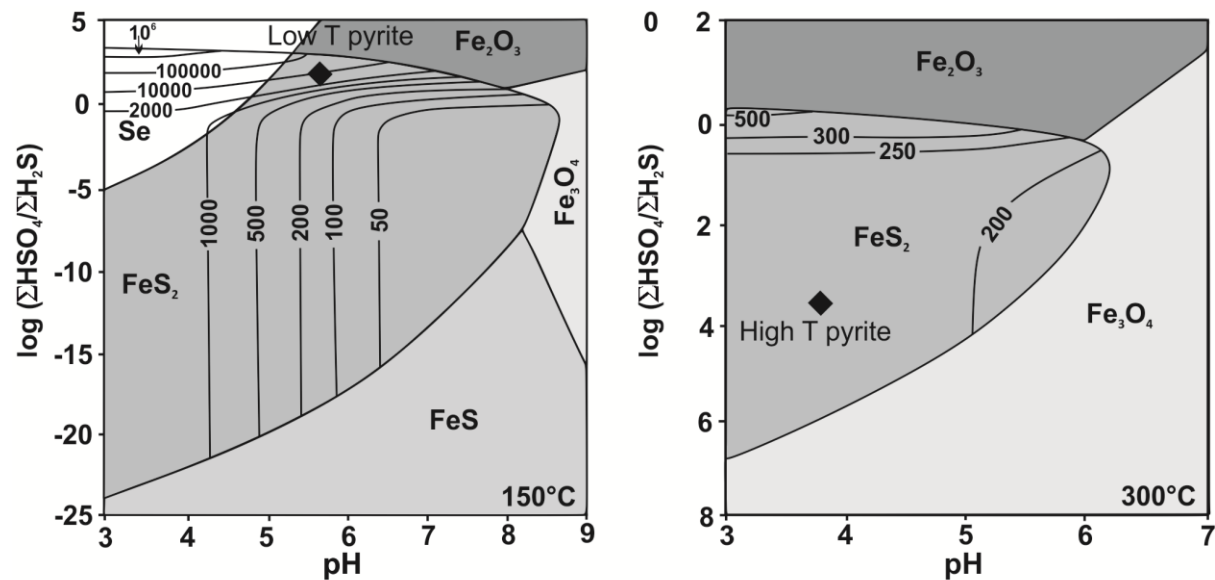 5
0
-5
-10
-15
-20
-25
log (ΣHSO₄/ΣH₂S)
3
4
5
6
7
8
9
pH
10⁶
100000
10000
2000
Low T pyrite
Fe₂O₃
Se
1000
500
200
100
50
Fe₃O₄
FeS₂
FeS
150°C
0
2
0
2
4
6
8
log (ΣHSO₄/ΣH₂S)
3
4
5
6
7
pH
Fe₂O₃
500
300
250
200
FeS₂
High T pyrite
Fe₃O₄
300°C